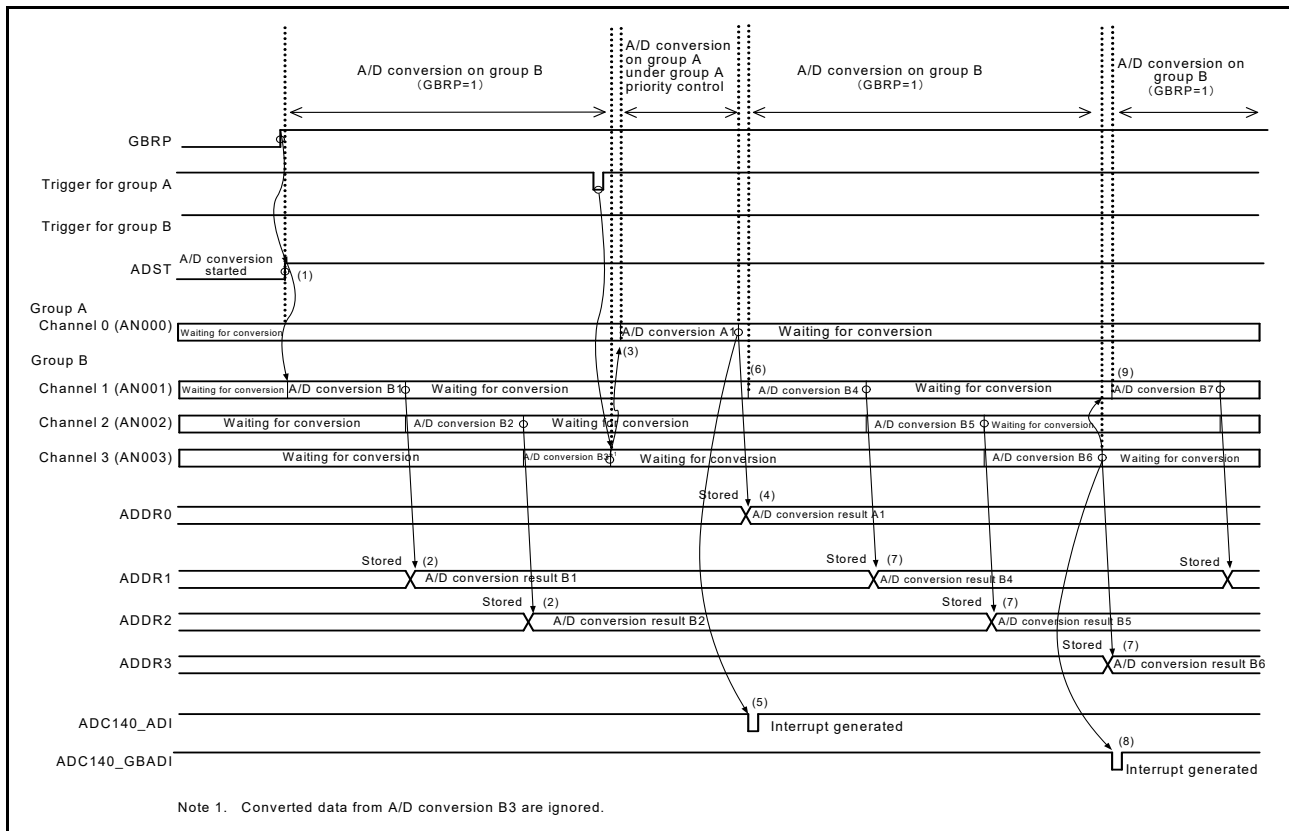 A/D conversion on group B
（GBRP=1）
A/D conversion
on group A
under group A
priority control
A/D conversion on group B
（GBRP=1）
A/D conversion on
group B
（GBRP=1）
GBRP
Trigger for group A
Trigger for group B
ADST
A/D conversion
started
(1)
Group A
Channel 0 (AN000)
Waiting for conversion
A/D conversion A1
Waiting for conversion
(3)
Group B
(6)
(9)
Channel 1 (AN001)
Waiting for conversion
A/D conversion B1
Waiting for conversion
A/D conversion B4
Waiting for conversion
A/D conversion B7
Channel 2 (AN002)
Waiting for conversion
A/D conversion B2
Waiting for conversion
A/D conversion B5
Waiting for conversion
Channel 3 (AN003)
Waiting for conversion
A/D conversion B3*1
Waiting for conversion
A/D conversion B6
Waiting for conversion
Stored (4)
ADDR0
A/D conversion result A1
Stored (2)
Stored (7)
Stored
ADDR1
A/D conversion result B1
A/D conversion result B4
Stored (2)
Stored (7)
ADDR2
A/D conversion result B2
A/D conversion result B5
Stored (7)
ADDR3
A/D conversion result B6
(5)
ADC140_ADI
Interrupt generated
(8)
ADC140_GBADI
Interrupt generated
Note 1. Converted data from A/D conversion B3 are ignored.